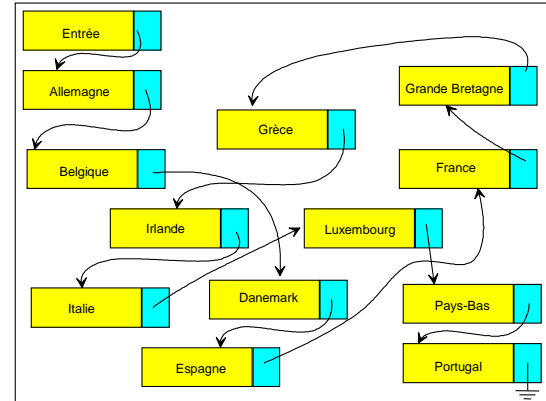 Entrée
Allemagne
Grande Bretagne
Grèce
Belgique
France
Irlande
Luxembourg
Italie
Danemark
Pays-Bas
Espagne
Portugal